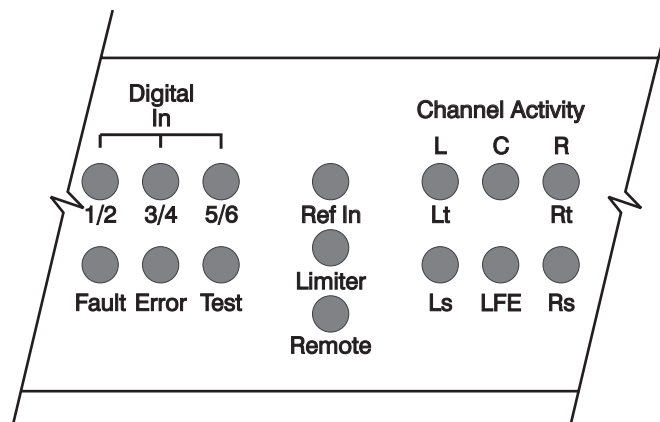 Digital
In
Channel Activity
L C R
1/2 3/4 5/6 Ref In Lt Rt
Limiter
Fault Error Test Ls LFE Rs
Remote